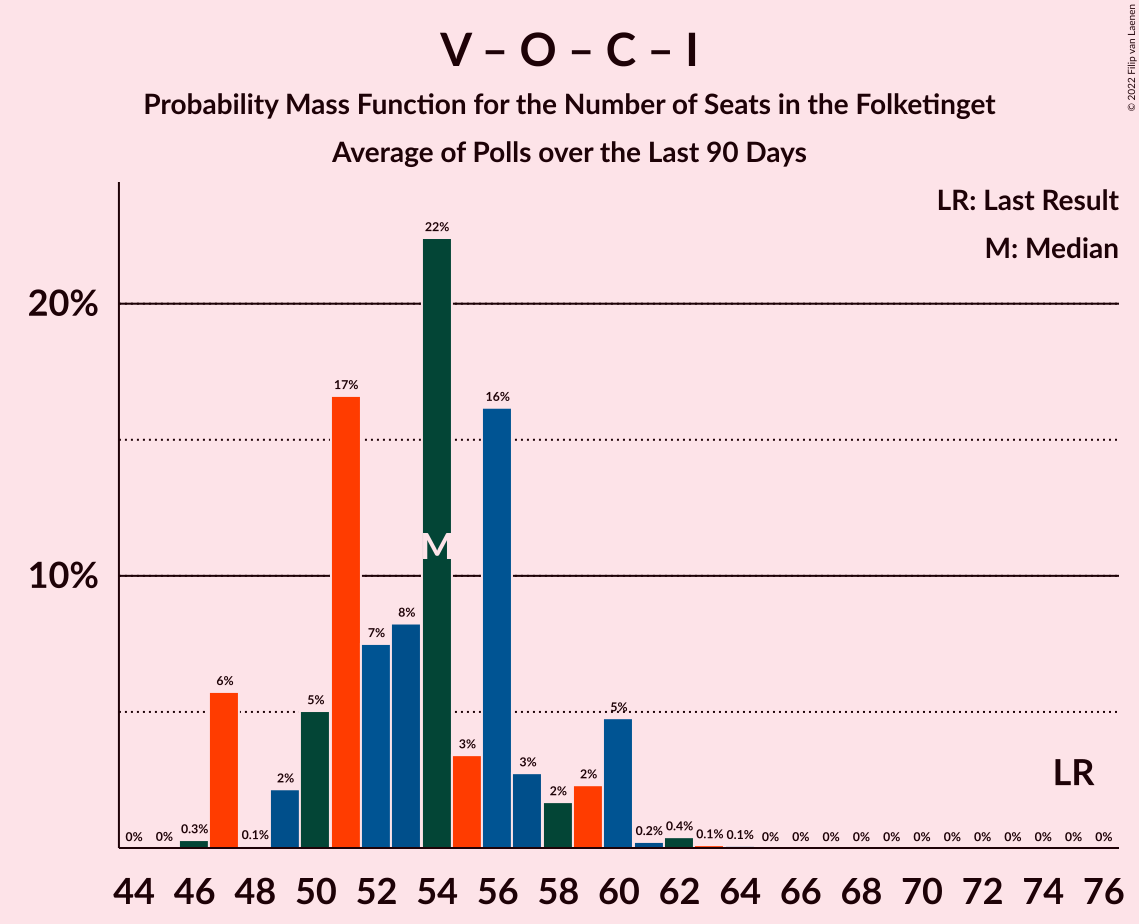 V – O – C – I
Probability Mass Function for the Number of Seats in the Folketinget
Average of Polls over the Last 90 Days
© 2022 Filip van Laenen
LR: Last Result
M: Median
20%
10%
0% 0% 0.3% 6% 0.1% 2% 5% 17% 7% 8% 22% 3% 16% 3% 2% 2% 5% 0.2% 0.4% 0.1% 0.1% 0% 0% 0% 0% 0% 0% 0% 0% 0% 0% 0% 0%
M
LR
44 46 48 50 52 54 56 58 60 62 64 66 68 70 72 74 76